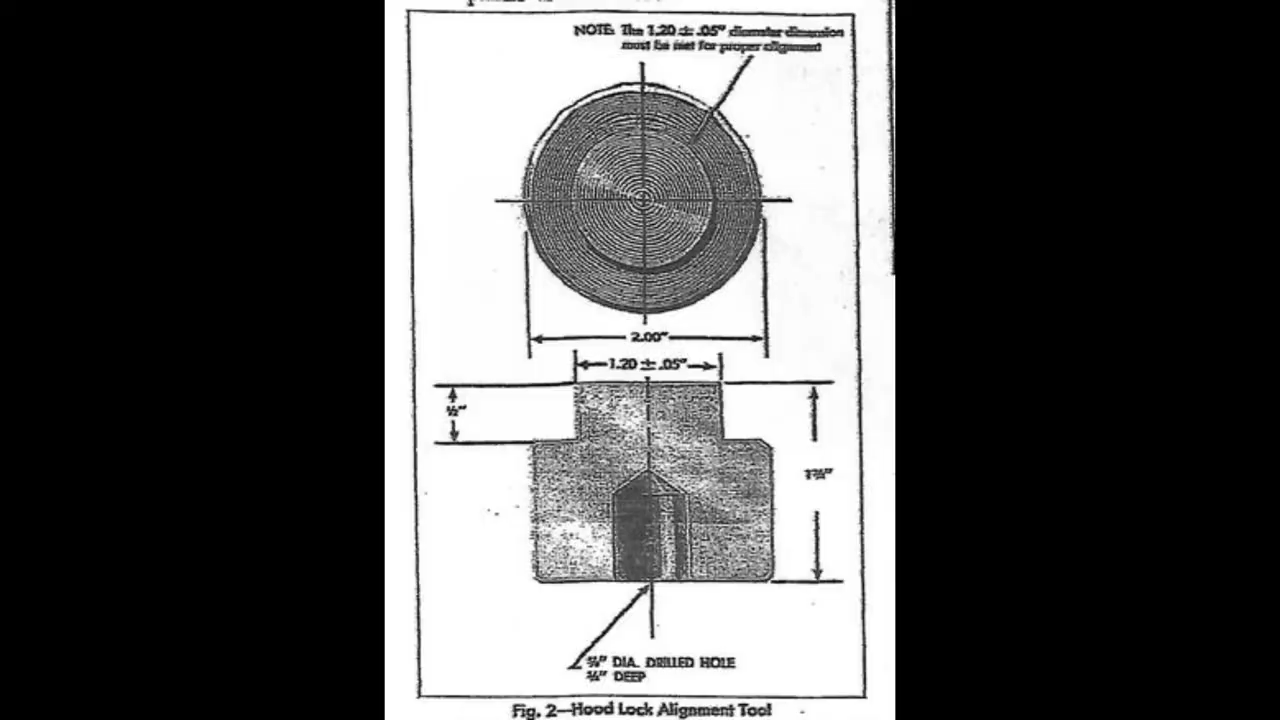 NOTE: The 1.20 ± .05" diameter dimension
must be met for proper alignment
2.00"
1.20 ± .05"
½"
DIA. DRILLED HOLE
DEEP
Fig. 2—Hood Lock Alignment Tool